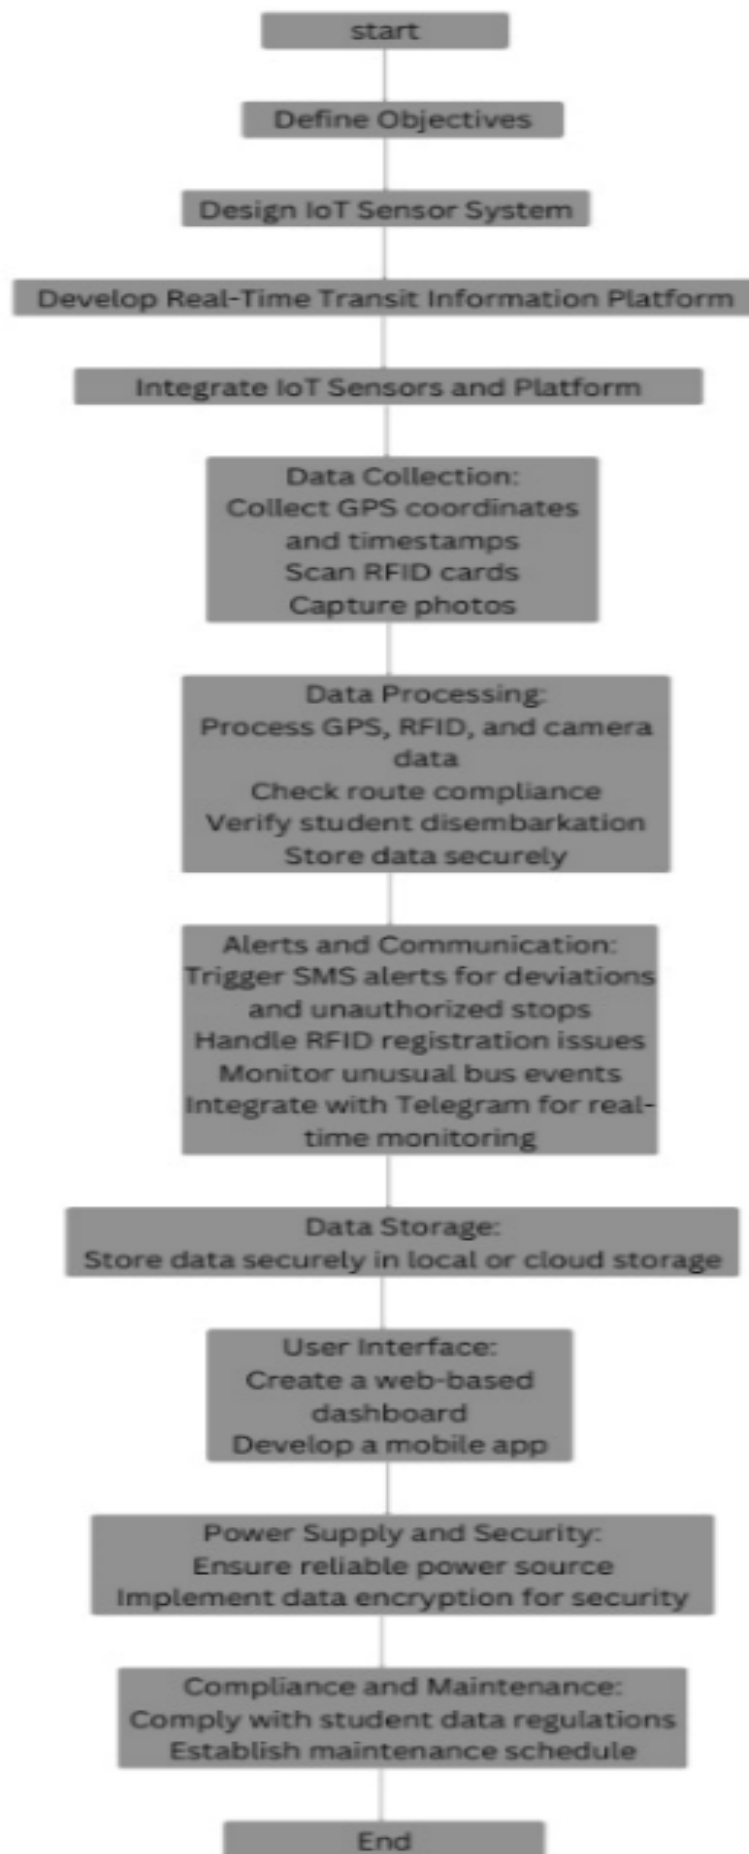 start
Define Objectives
Design IoT Sensor System
Develop Real-Time Transit Information Platform
Integrate IoT Sensors and Platform
Data Collection:
Collect GPS coordinates
and timestamps
Scan RFID cards
Capture photos
Data Processing:
Process GPS, RFID, and camera
data
Check route compliance
Verify student disembarkation
Store data securely
Alerts and Communication:
Trigger SMS alerts for deviations
and unauthorized stops
Handle RFID registration issues
Monitor unusual bus events
Integrate with Telegram for real-
time monitoring
Data Storage:
Store data securely in local or cloud storage
User Interface:
Create a web-based
dashboard
Develop a mobile app
Power Supply and Security:
Ensure reliable power source
Implement data encryption for security
Compliance and Maintenance:
Comply with student data regulations
Establish maintenance schedule
End